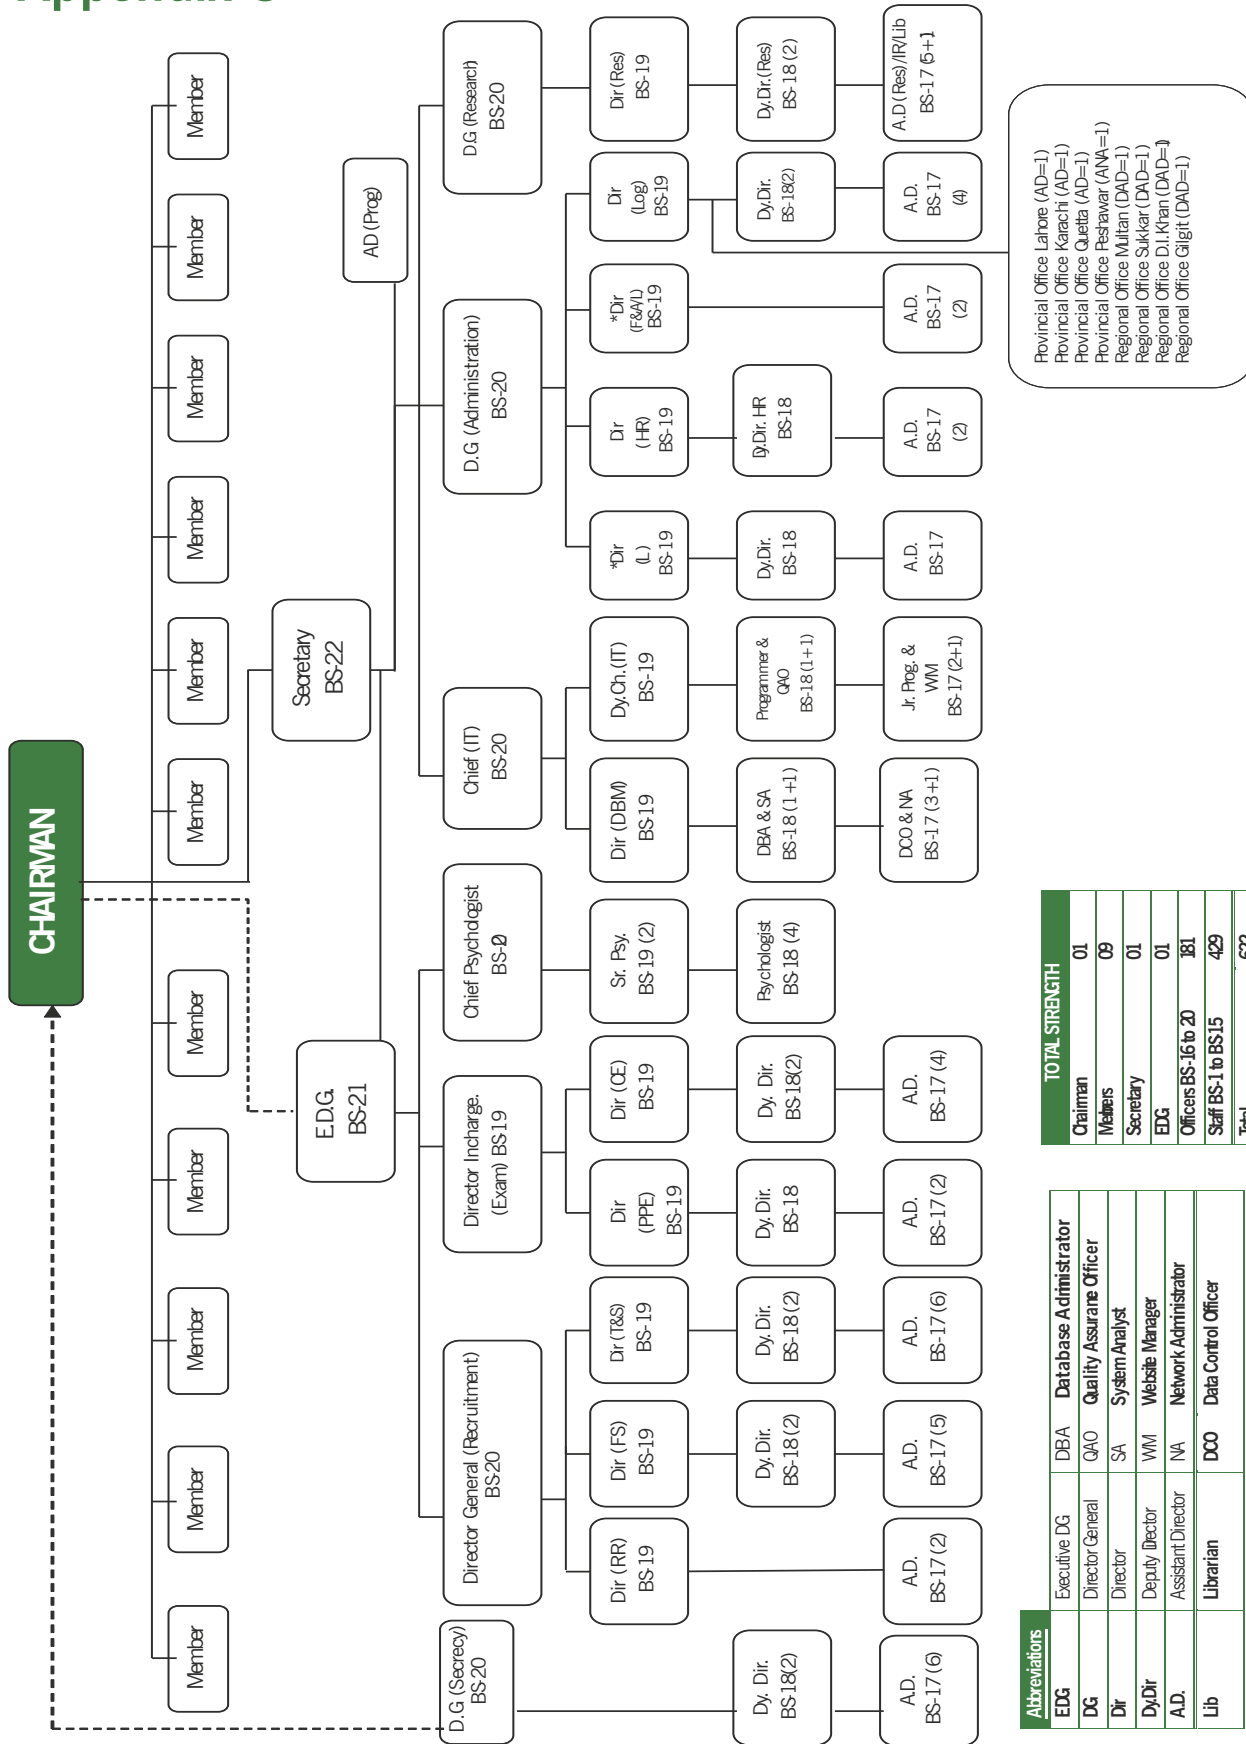 CHAIRMAN
Member
Member
Member
Member
Member
Member
Member
Member
Member
Member
Member
Secretary
BS-22
E.D.G.
BS-21
AD (Prog)
D.G. (Secrecy)
BS-20
Director General (Recruitment)
BS-20
Director Incharge.
(Exam) BS-19
Chief Psychologist
Chief (IT)
BS-20
D.G. (Administration)
BS-20
D.G. (Research)
BS-20
Dir (RR)
BS-19
Dir (FS)
BS-19
Dir (T&S)
BS-19
Dir
(PPE)
BS-19
Dir (CE)
BS-19
Sr. Psy.
BS-19 (2)
Dir (DBM)
BS-19
Dy.Ch. (IT)
BS-19
*Dir
(L)
BS-19
Dir
(HR)
BS-19
*Dir
(F&A/L)
BS-19
Dir
(Log)
BS-19
Dir (Res)
BS-19
Dy. Dir.
BS-18(2)
Dy. Dir.
BS-18 (2)
Dy. Dir.
BS-18 (2)
Dy. Dir.
BS-18
Dy. Dir.
BS-18(2)
Psychologist
BS-18 (4)
DBA & SA
BS-18 (1+1)
Programmer &
QAO
BS-18 (1+1)
Dy.Dir.
BS-18
Dy.Dir. HR
BS-18
Dy.Dir.
BS-18(2)
Dy. Dir.(Res)
BS-18 (2)
A.D.
BS-17 (6)
A.D.
BS-17 (2)
A.D.
BS-17 (5)
A.D.
BS-17 (6)
A.D.
BS-17 (2)
A.D.
BS-17 (4)
DCO & NA
BS-17 (3+1)
Jr. Prog. &
WM
BS-17 (2+1)
A.D.
BS-17
A.D.
BS-17
(2)
A.D.
BS-17
(2)
A.D.
BS-17
(4)
A.D (Res)/IR/Lib
BS-17 (5+1)
Provincial Office Lahore (AD=1)
Provincial Office Karachi (AD=1)
Provincial Office Quetta (AD=1)
Provincial Office Peshawar (ANA=1)
Regional Office Multan (DAD=1)
Regional Office Sukkar (DAD=1)
Regional Office D.I.Khan (DAD=1)
Regional Office Gilgit (DAD=1)
Abbreviations
EDG Executive DG DBA Database Administrator
DG Director General QAO Quality Assurane Officer
Dir Director SA System Analyst
Dy.Dir Deputy Director WM Website Manager
A.D. Assistant Director NA Network Administrator
Lib Librarian DCO Data Control Officer
TOTAL STRENGTH
Chairman 01
Members 09
Secretary 01
EDG 01
Officers BS-16 to 20 181
Staff BS-1 to BS15 429